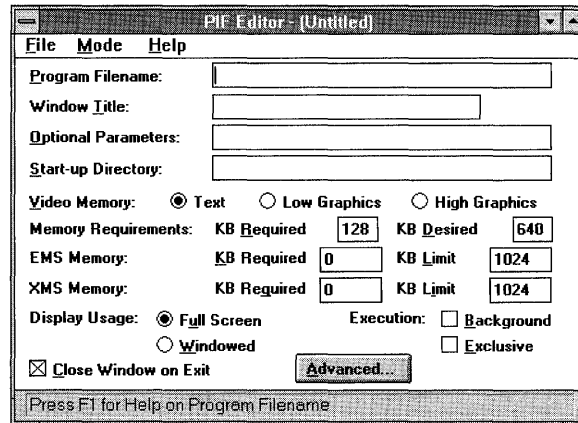 PIF Editor - (Untitled)
File Mode Help
Program Filename:
Window Title:
Optional Parameters:
Start-up Directory:
Video Memory: Text Low Graphics High Graphics
Memory Requirements: KB Required 128 KB Desired 640
EMS Memory: KB Required 0 KB Limit 1024
XMS Memory: KB Required 0 KB Limit 1024
Display Usage: Full Screen Execution: Background
Windowed Exclusive
Close Window on Exit Advanced...
Press F1 for Help on Program Filename